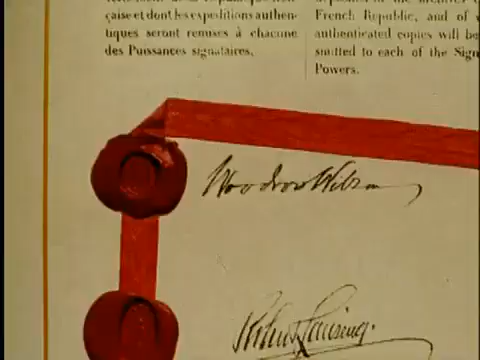 çaise et dont les expéditions authen-
tiques seront remises à chacune
des Puissances signataires.
French Republic, and of
authenticated copies will be
smitted to each of the Sign
Powers.
Woodrow Wilson
Robert Lansing.